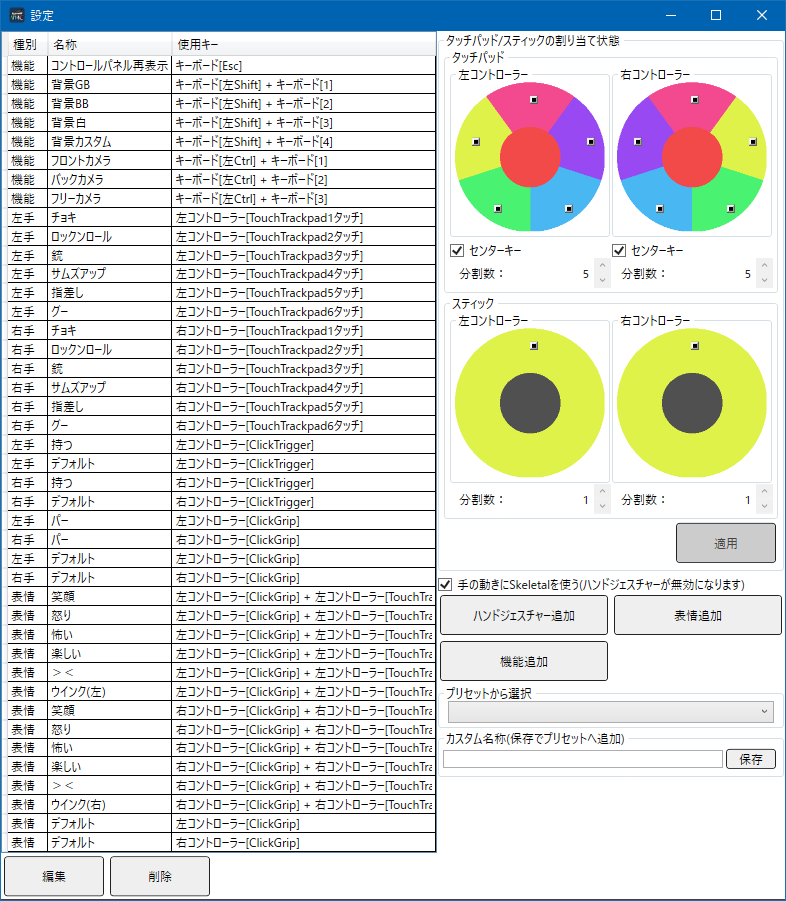 設定
種別 名称 使用キー
機能 コントロールパネル再表示 キーボード[Esc]
機能 背景GB キーボード[左Shift] + キーボード[1]
機能 背景BB キーボード[左Shift] + キーボード[2]
機能 背景白 キーボード[左Shift] + キーボード[3]
機能 背景カスタム キーボード[左Shift] + キーボード[4]
機能 フロントカメラ キーボード[左Ctrl] + キーボード[1]
機能 バックカメラ キーボード[左Ctrl] + キーボード[2]
機能 フリーカメラ キーボード[左Ctrl] + キーボード[3]
左手 チョキ 左コントローラー[TouchTrackpad1タッチ]
左手 ロックンロール 左コントローラー[TouchTrackpad2タッチ]
左手 銃 左コントローラー[TouchTrackpad3タッチ]
左手 サムズアップ 左コントローラー[TouchTrackpad4タッチ]
左手 指差し 左コントローラー[TouchTrackpad5タッチ]
左手 グー 左コントローラー[TouchTrackpad6タッチ]
右手 チョキ 右コントローラー[TouchTrackpad1タッチ]
右手 ロックンロール 右コントローラー[TouchTrackpad2タッチ]
右手 銃 右コントローラー[TouchTrackpad3タッチ]
右手 サムズアップ 右コントローラー[TouchTrackpad4タッチ]
右手 指差し 右コントローラー[TouchTrackpad5タッチ]
右手 グー 右コントローラー[TouchTrackpad6タッチ]
左手 持つ 左コントローラー[ClickTrigger]
左手 デフォルト 左コントローラー[ClickTrigger]
右手 持つ 右コントローラー[ClickTrigger]
右手 デフォルト 右コントローラー[ClickTrigger]
左手 パー 左コントローラー[ClickGrip]
右手 パー 右コントローラー[ClickGrip]
左手 デフォルト 左コントローラー[ClickGrip]
右手 デフォルト 右コントローラー[ClickGrip]
表情 笑顔 左コントローラー[ClickGrip] + 左コントローラー[TouchTra
表情 怒り 左コントローラー[ClickGrip] + 左コントローラー[TouchTra
表情 怖い 左コントローラー[ClickGrip] + 左コントローラー[TouchTra
表情 楽しい 左コントローラー[ClickGrip] + 左コントローラー[TouchTra
表情 ＞＜ 左コントローラー[ClickGrip] + 左コントローラー[TouchTra
表情 ウインク(左) 左コントローラー[ClickGrip] + 左コントローラー[TouchTra
表情 笑顔 右コントローラー[ClickGrip] + 右コントローラー[TouchTra
表情 怒り 右コントローラー[ClickGrip] + 右コントローラー[TouchTra
表情 怖い 右コントローラー[ClickGrip] + 右コントローラー[TouchTra
表情 楽しい 右コントローラー[ClickGrip] + 右コントローラー[TouchTra
表情 ＞＜ 右コントローラー[ClickGrip] + 右コントローラー[TouchTra
表情 ウインク(右) 右コントローラー[ClickGrip] + 右コントローラー[TouchTra
表情 デフォルト 左コントローラー[ClickGrip]
表情 デフォルト 右コントローラー[ClickGrip]
編集 削除
タッチパッド/スティックの割り当て状態
タッチパッド
左コントローラー 右コントローラー
センターキー センターキー
分割数： 5 分割数： 5
スティック
左コントローラー 右コントローラー
分割数： 1 分割数： 1
適用
手の動きにSkeletalを使う(ハンドジェスチャーが無効になります)
ハンドジェスチャー追加 表情追加
機能追加
プリセットから選択
カスタム名称(保存でプリセットへ追加)
保存